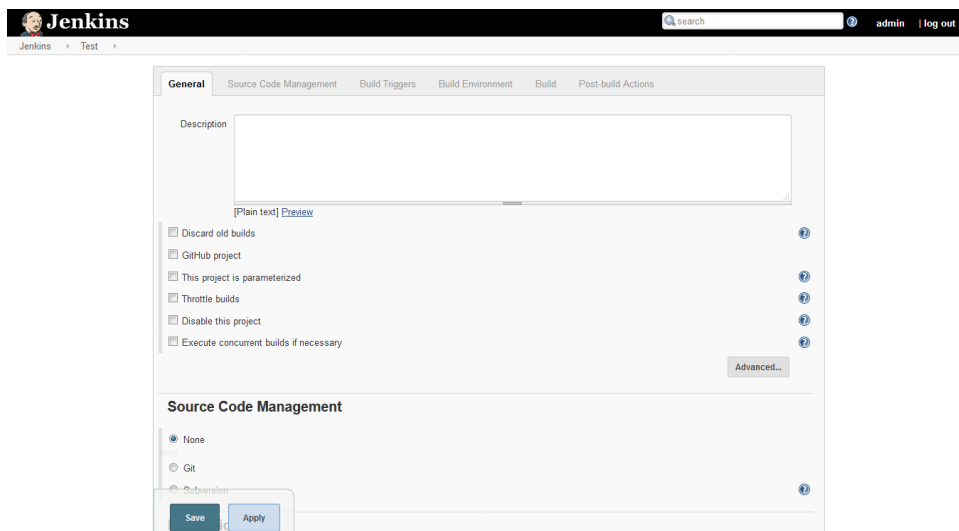 Jenkins
search
admin | log out
Jenkins Test
General Source Code Management Build Triggers Build Environment Build Post-build Actions
Description
[Plain text] Preview
Discard old builds
GitHub project
This project is parameterized
Throttle builds
Disable this project
Execute concurrent builds if necessary
Advanced...
Source Code Management
None
Git
Subversion
Save Apply